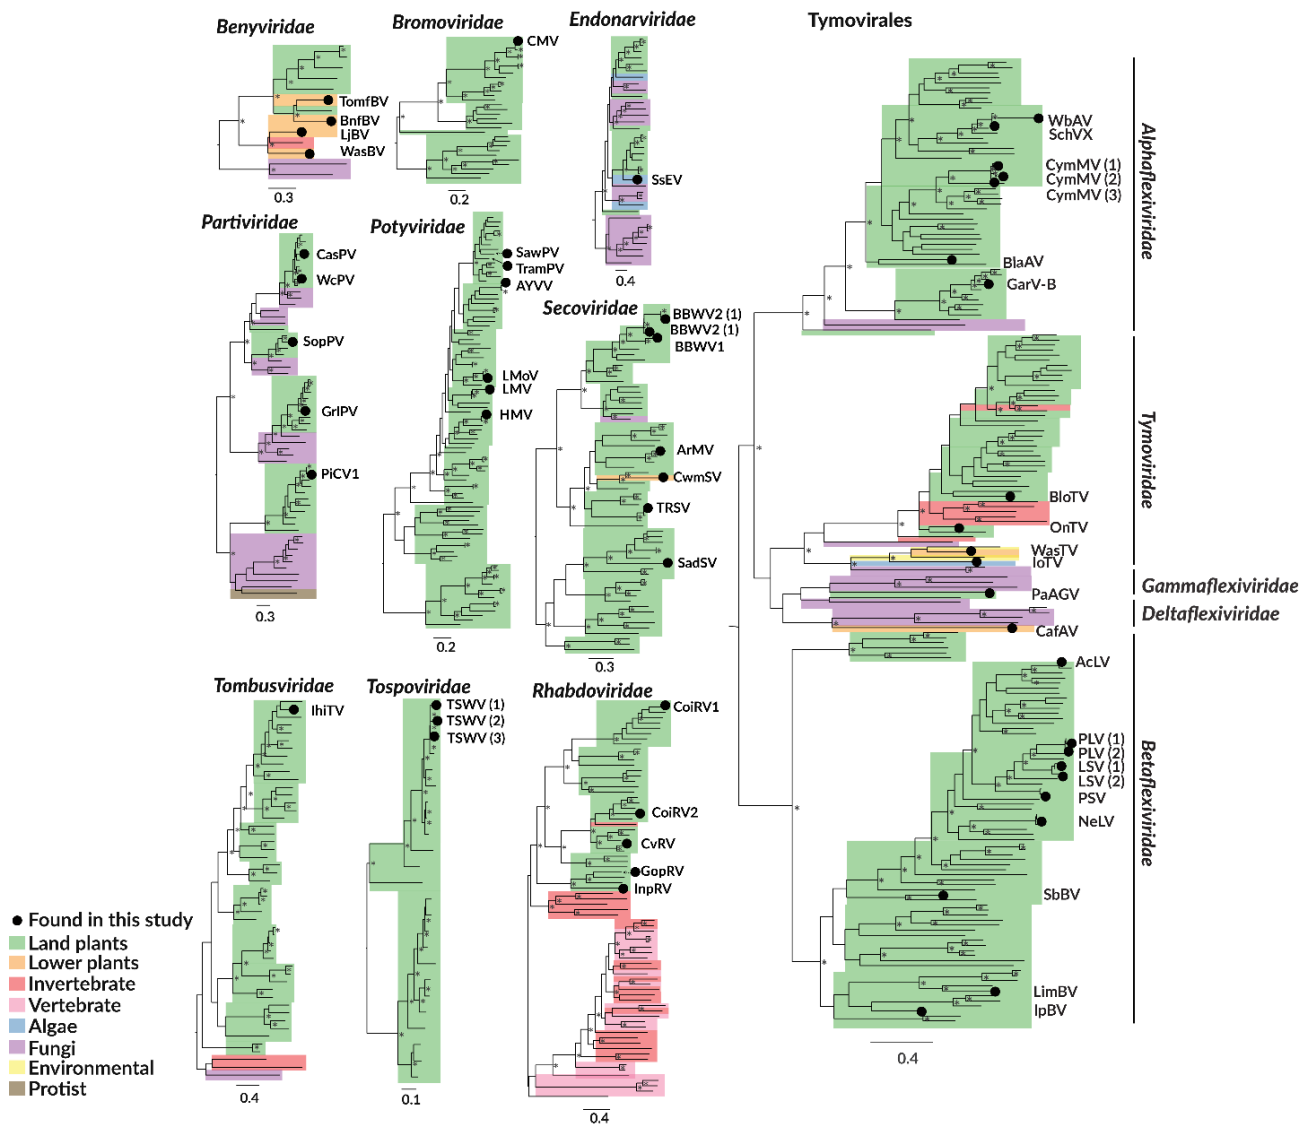 Benyviridae
TomfBV
BnfBV
LjBV
WasBV
0.3
Bromoviridae
CMV
0.2
Endonarviridae
SsEV
0.4
Tymovirales
WbAV
SchVX
CymMV (1)
CymMV (2)
CymMV (3)
BlaAV
GarV-B
Alphaflexiviridae
BloTV
OnTV
WasTV
IoTV
Tymoviridae
PaAGV
Gammaflexiviridae
Deltaflexiviridae
CafAV
AcLV
PLV (1)
PLV (2)
LSV (1)
LSV (2)
PSV
NeLV
SbBV
LimBV
IpBV
Betaflexiviridae
0.4
Partiviridae
CasPV
WcPV
SopPV
GrlPV
PiCV1
0.3
Potyviridae
SawPV
TramPV
AYVV
LMoV
LMV
HMV
0.2
Secoviridae
BBWV2 (1)
BBWV2 (1)
BBWV1
ArMV
CwmSV
TRSV
SadSV
0.3
Tombusviridae
IhiTV
0.4
Tospoviridae
TSWV (1)
TSWV (2)
TSWV (3)
0.1
Rhabdoviridae
CoiRV1
CoiRV2
CvRV
GopRV
InpRV
0.4
Found in this study
Land plants
Lower plants
Invertebrate
Vertebrate
Algae
Fungi
Environmental
Protist